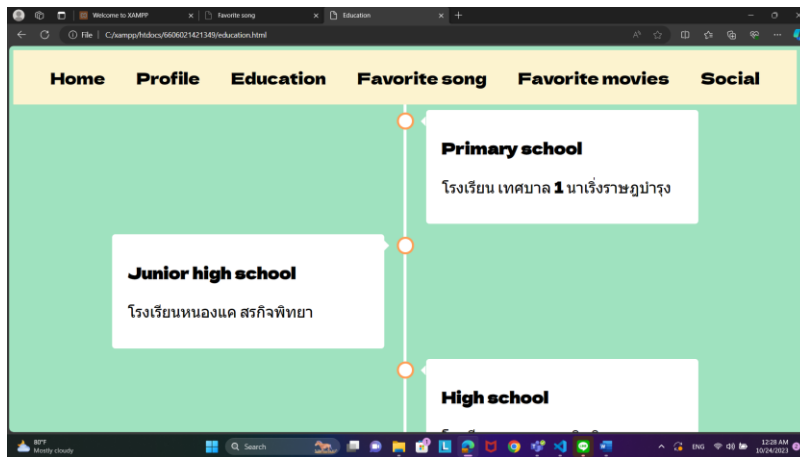 Welcome to XAMPP
Favorite song
Education
File
C:/xampp/htdocs/6606021421349/education.html
Home Profile Education Favorite song Favorite movies Social
Primary school
โรงเรียน เทศบาล 1 นาเริ่งราษฎบำรุง
Junior high school
โรงเรียนหนองแค สรกิจพิทยา
High school
80°F
Mostly cloudy
Search
ENG
12:28 AM
10/24/2023